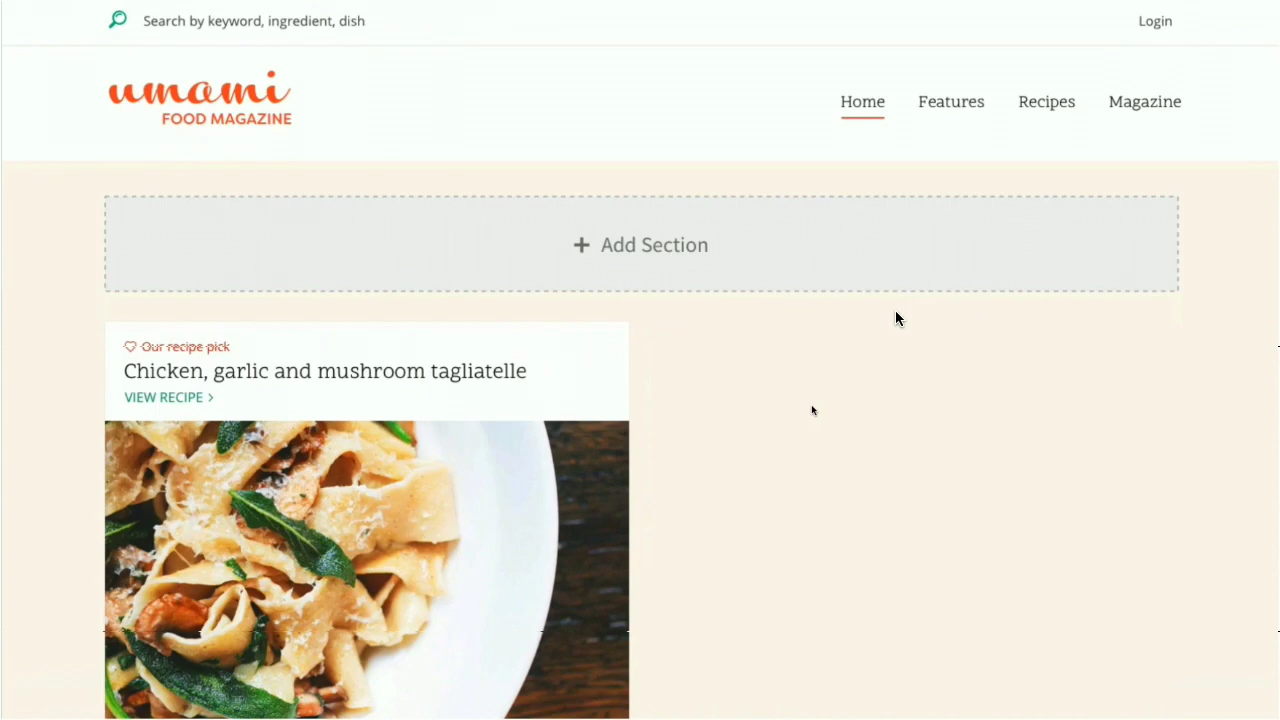 Search by keyword, ingredient, dish
Login
umami
FOOD MAGAZINE
Home
Features
Recipes
Magazine
+ Add Section
Our recipe pick
Chicken, garlic and mushroom tagliatelle
VIEW RECIPE >